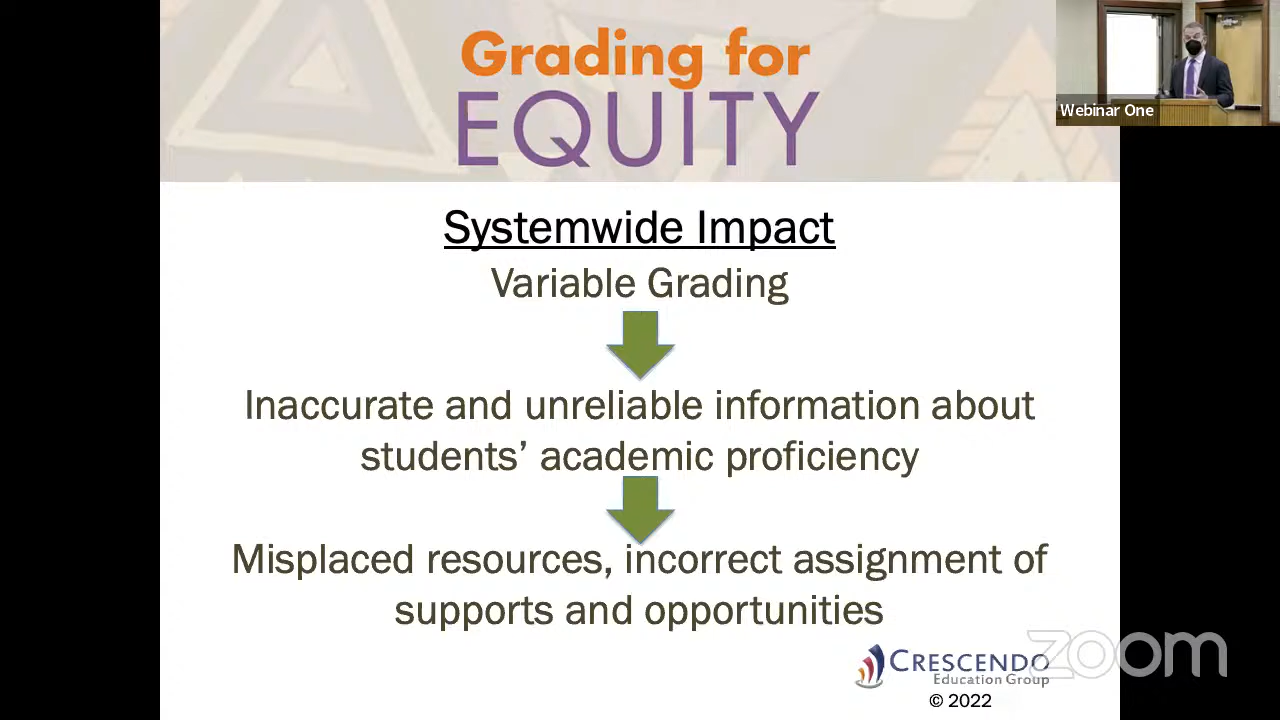 Grading for
EQUITY
Webinar One
Systemwide Impact
Variable Grading
Inaccurate and unreliable information about
students’ academic proficiency
Misplaced resources, incorrect assignment of
supports and opportunities
zoom
CRESCENDO
Education Group
© 2022